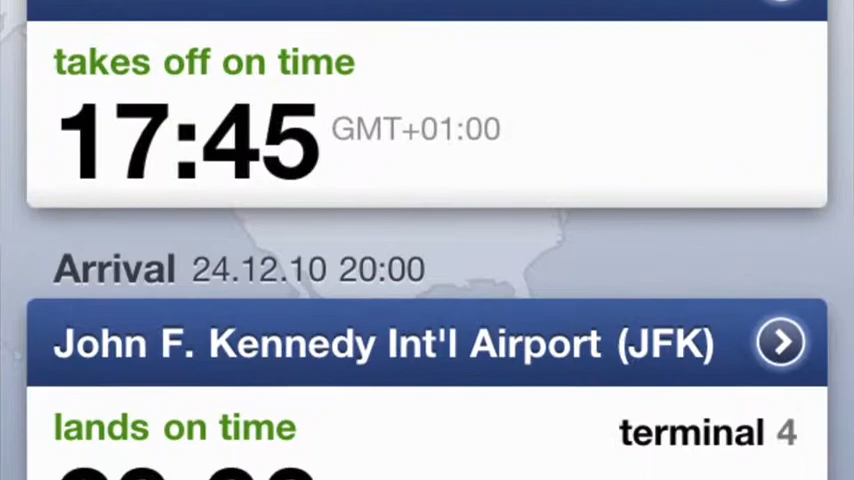 takes off on time
17:45 GMT+01:00
Arrival 24.12.10 20:00
John F. Kennedy Int'l Airport (JFK)
lands on time
terminal 4